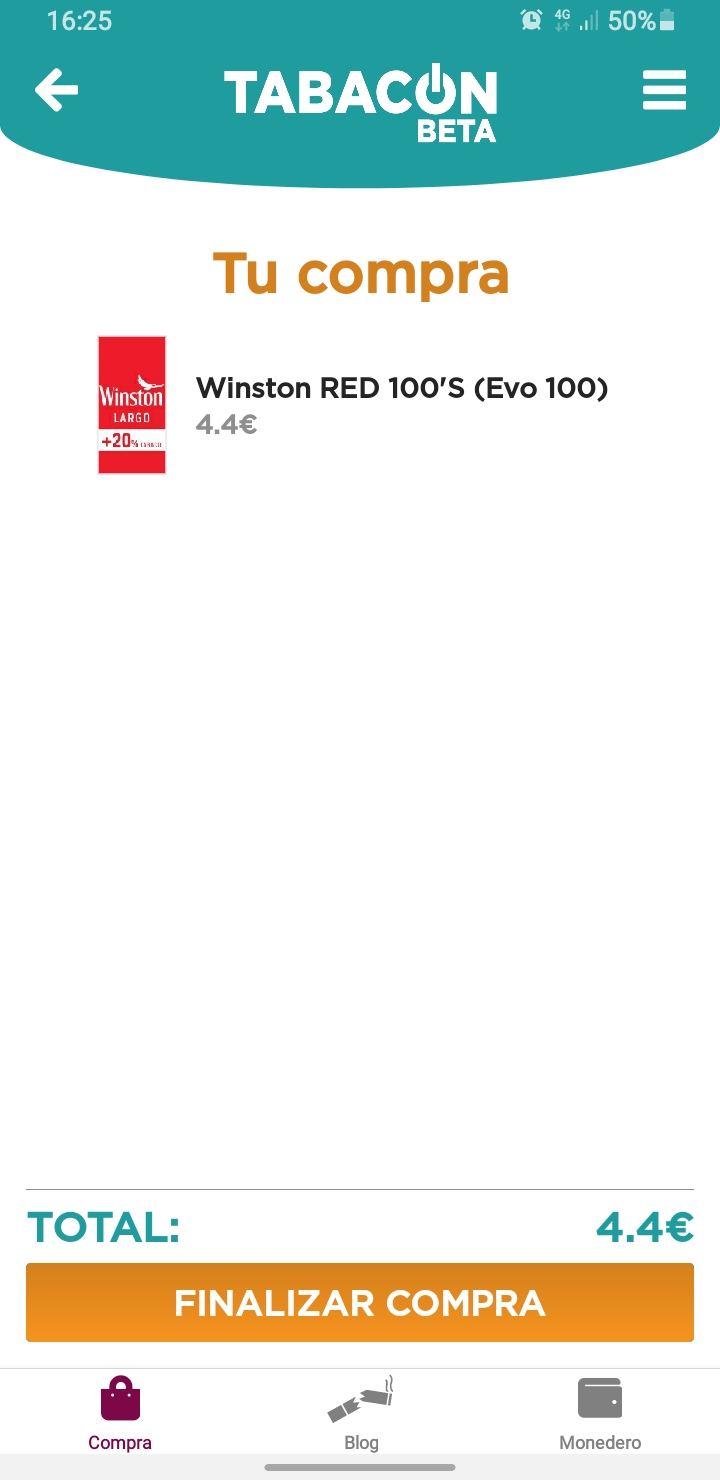 16:25
4G
50%
TABACÓN
BETA
Tu compra
Winston
LARGO
+20%
Winston RED 100'S (Evo 100)
4.4€
TOTAL:
4.4€
FINALIZAR COMPRA
Compra
Blog
Monedero